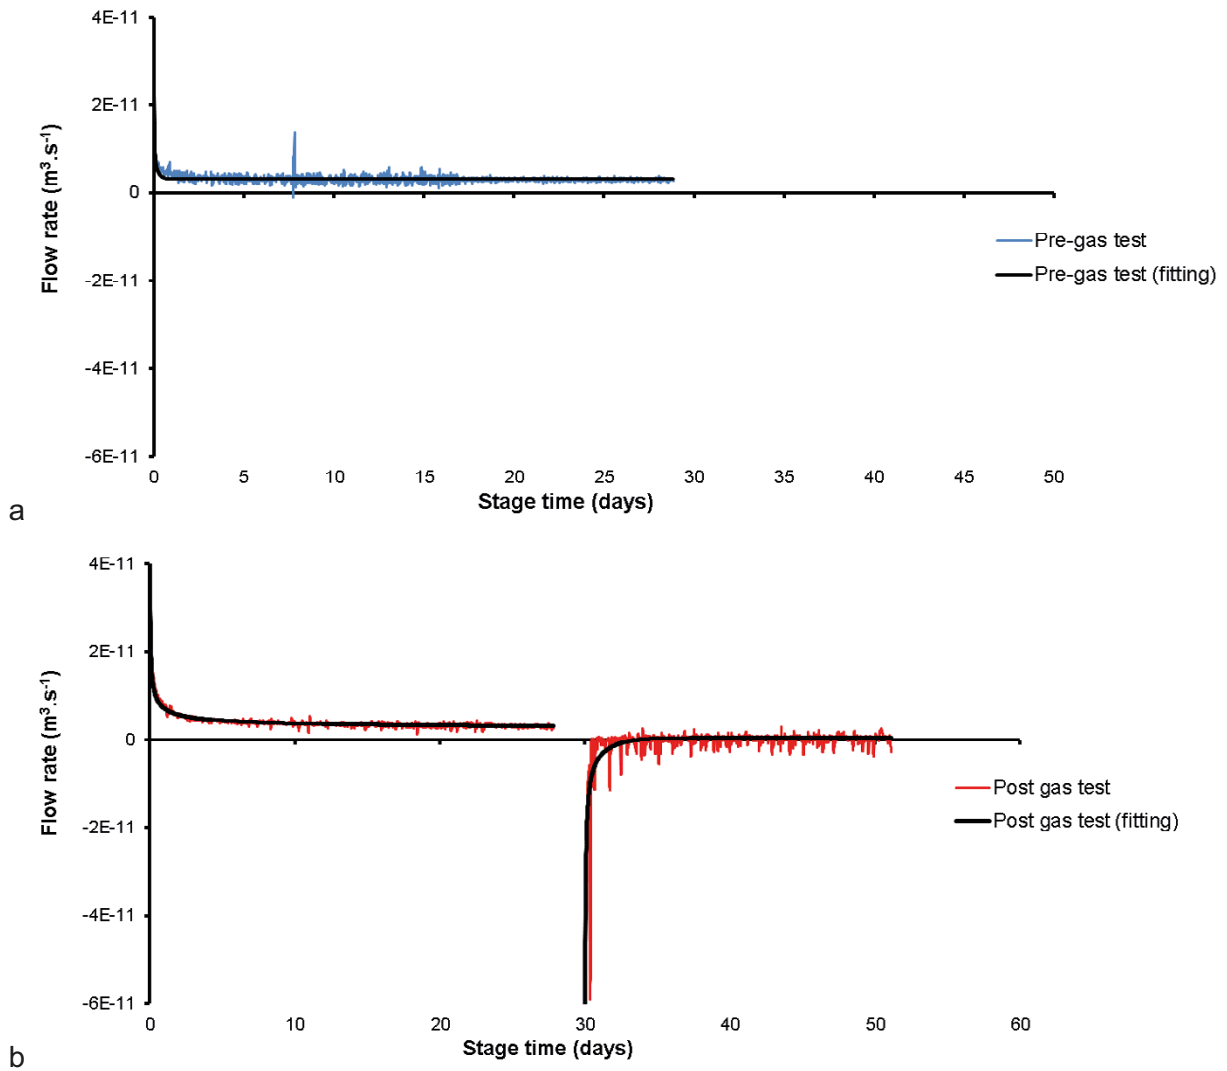 4E-11
2E-11
0
-2E-11
-4E-11
-6E-11
Flow rate (m³.s⁻¹)
0 5 10 15 20 25 30 35 40 45 50
Stage time (days)
Pre-gas test
Pre-gas test (fitting)
a
4E-11
2E-11
0
-2E-11
-4E-11
-6E-11
Flow rate (m³.s⁻¹)
0 10 20 30 40 50 60
Stage time (days)
Post gas test
Post gas test (fitting)
b